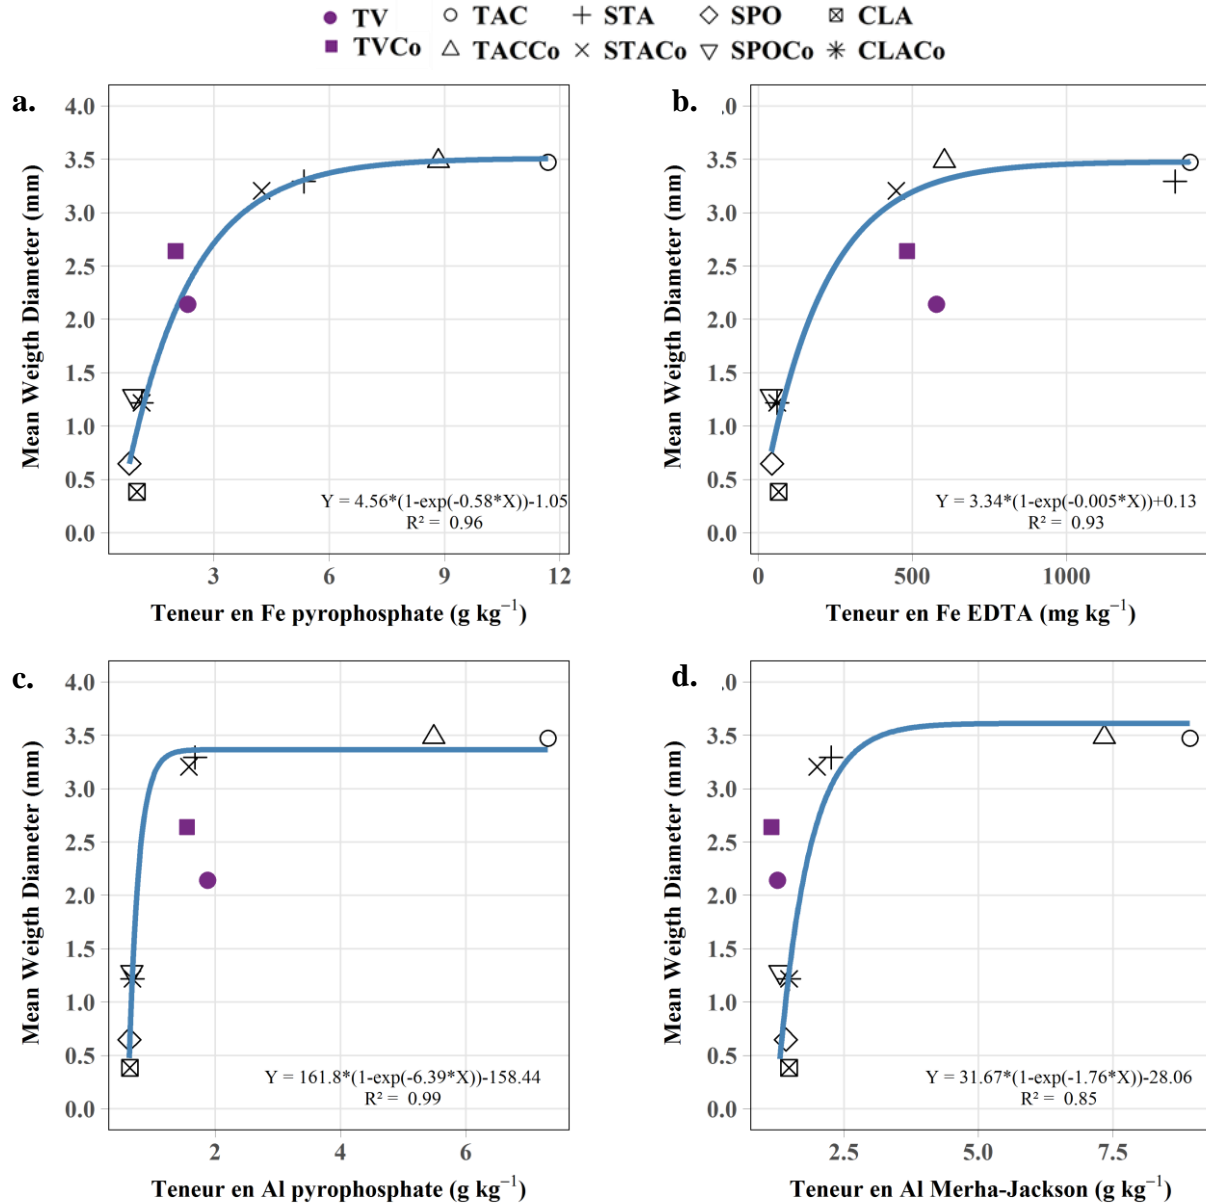 TV TAC STA SPO CLA
TVCo TACCo STACo SPOCo CLACo
a.
4.0
3.5
3.0
2.5
2.0
1.5
1.0
0.5
0.0
Mean Weigth Diameter (mm)
Y = 4.56*(1-exp(-0.58*X))-1.05
R² = 0.96
3 6 9 12
Teneur en Fe pyrophosphate (g kg⁻¹)
b.
.0
3.5
3.0
2.5
2.0
1.5
1.0
0.5
0.0
Mean Weigth Diameter (mm)
Y = 3.34*(1-exp(-0.005*X))+0.13
R² = 0.93
0 500 1000
Teneur en Fe EDTA (mg kg⁻¹)
c.
4.0
3.5
3.0
2.5
2.0
1.5
1.0
0.5
0.0
Mean Weigth Diameter (mm)
Y = 161.8*(1-exp(-6.39*X))-158.44
R² = 0.99
2 4 6
Teneur en Al pyrophosphate (g kg⁻¹)
d.
.0
3.5
3.0
2.5
2.0
1.5
1.0
0.5
0.0
Mean Weigth Diameter (mm)
Y = 31.67*(1-exp(-1.76*X))-28.06
R² = 0.85
2.5 5.0 7.5
Teneur en Al Merha-Jackson (g kg⁻¹)